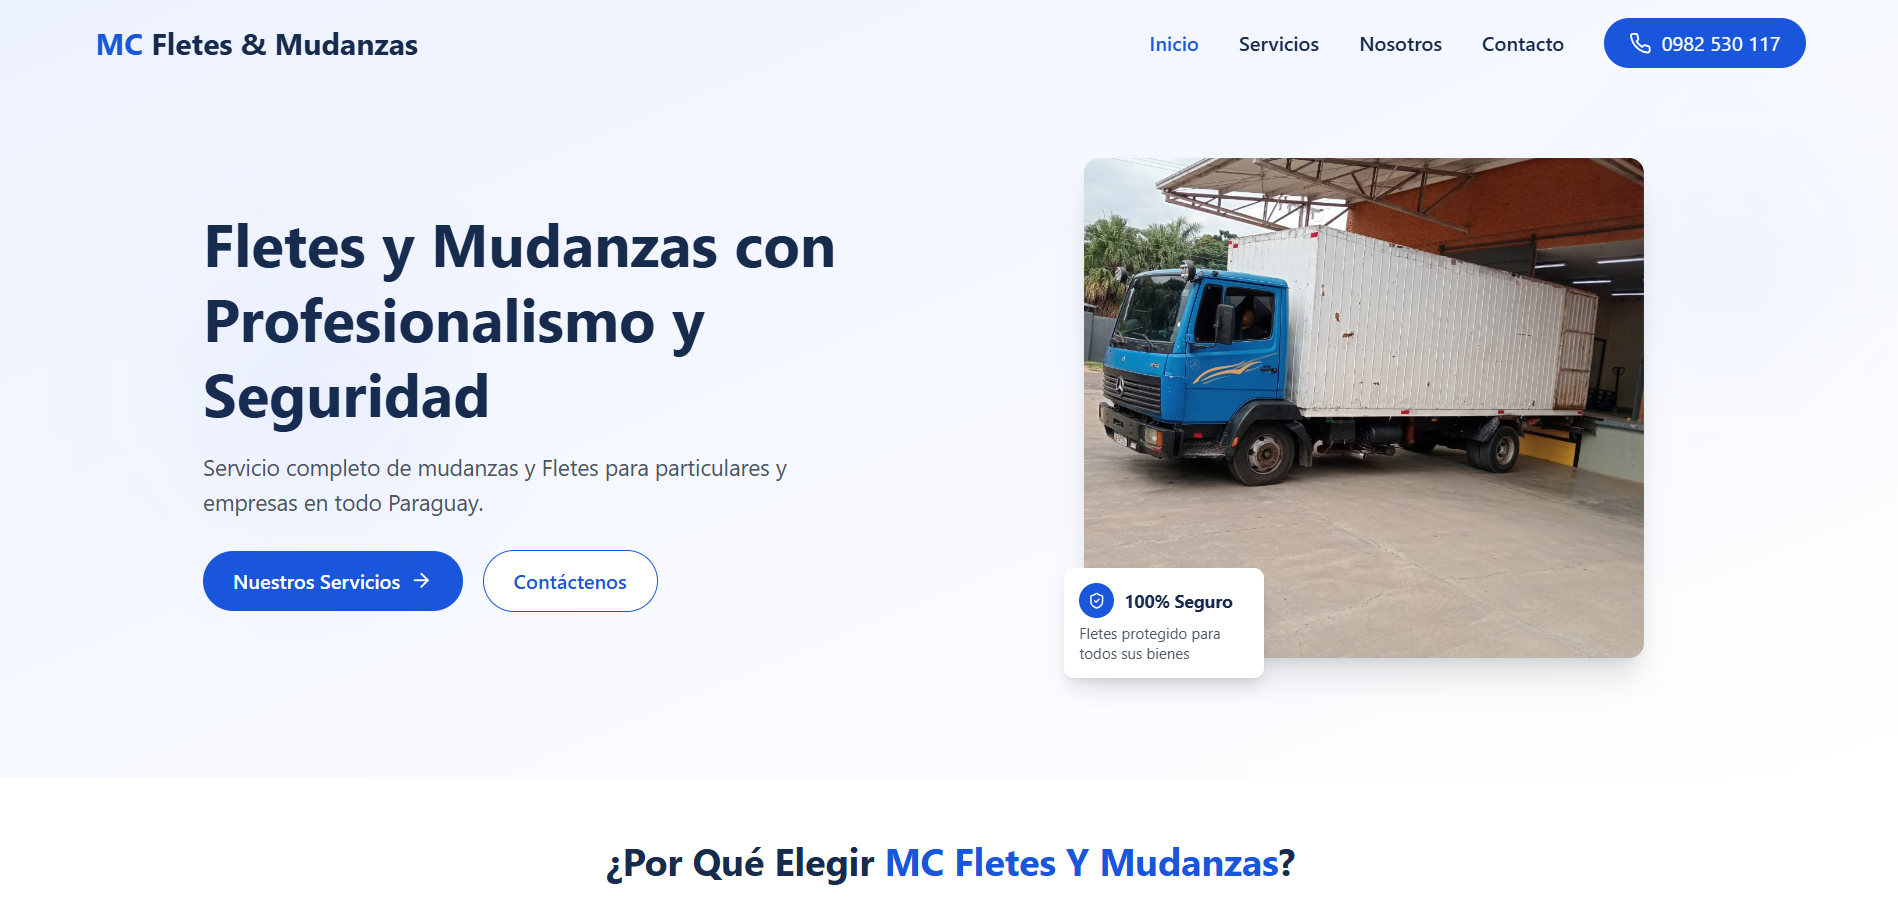 MC Fletes & Mudanzas
Inicio
Servicios
Nosotros
Contacto
0982 530 117
Fletes y Mudanzas con
Profesionalismo y
Seguridad
Servicio completo de mudanzas y Fletes para particulares y
empresas en todo Paraguay.
Nuestros Servicios
Contáctenos
100% Seguro
Fletes protegido para
todos sus bienes
¿Por Qué Elegir MC Fletes Y Mudanzas?